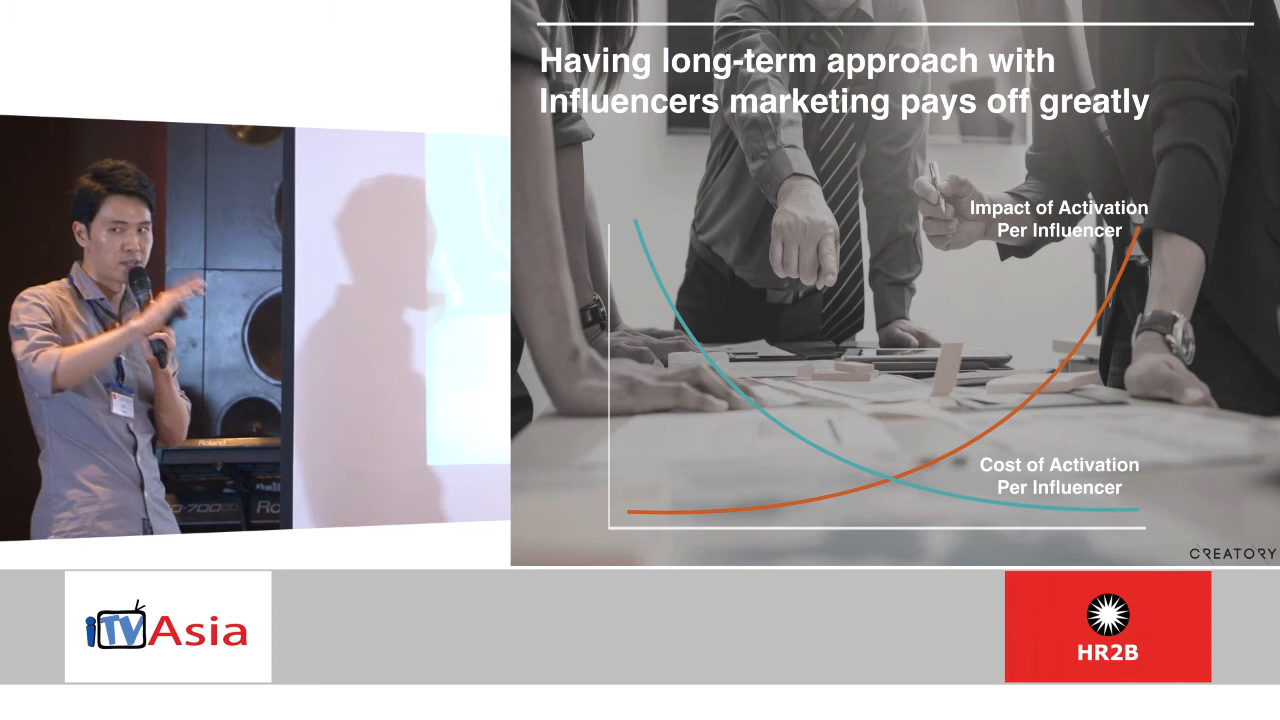 Having long-term approach with
Influencers marketing pays off greatly
Impact of Activation
Per Influencer
Cost of Activation
Per Influencer
CREATORY
Roland
iTVAsia
HR2B